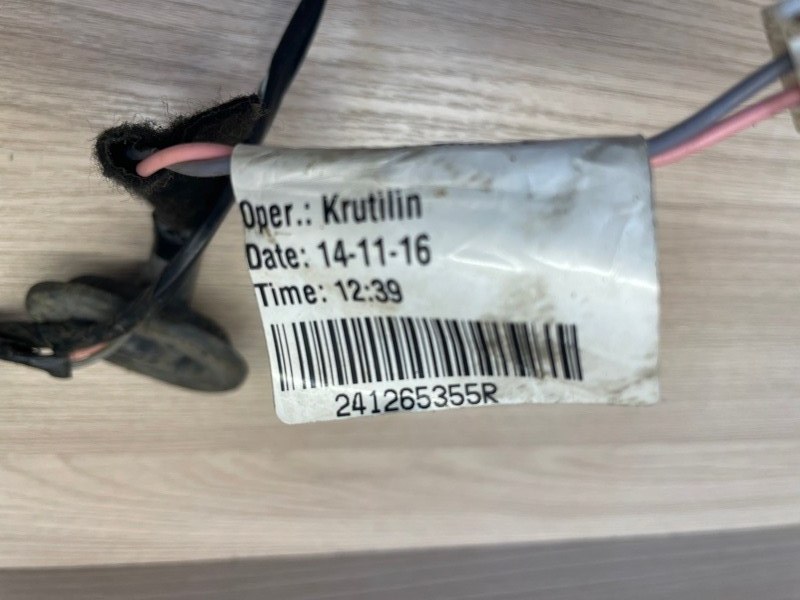 Oper.: Krutilin
Date: 14-11-16
Time: 12:39
241265355R